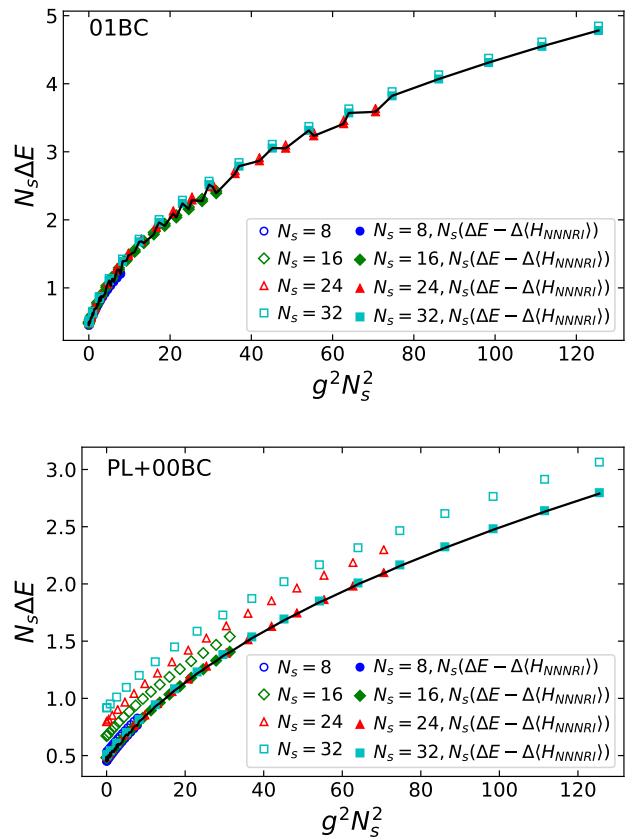 01BC
5
4
3
2
1
N_sΔE
N_s = 8
N_s = 16
N_s = 24
N_s = 32
N_s = 8, N_s(ΔE − Δ⟨H_NNNRI⟩)
N_s = 16, N_s(ΔE − Δ⟨H_NNNRI⟩)
N_s = 24, N_s(ΔE − Δ⟨H_NNNRI⟩)
N_s = 32, N_s(ΔE − Δ⟨H_NNNRI⟩)
0 20 40 60 80 100 120
g²N_s²
PL+00BC
3.0
2.5
2.0
1.5
1.0
0.5
N_sΔE
N_s = 8
N_s = 16
N_s = 24
N_s = 32
N_s = 8, N_s(ΔE − Δ⟨H_NNNRI⟩)
N_s = 16, N_s(ΔE − Δ⟨H_NNNRI⟩)
N_s = 24, N_s(ΔE − Δ⟨H_NNNRI⟩)
N_s = 32, N_s(ΔE − Δ⟨H_NNNRI⟩)
0 20 40 60 80 100 120
g²N_s²